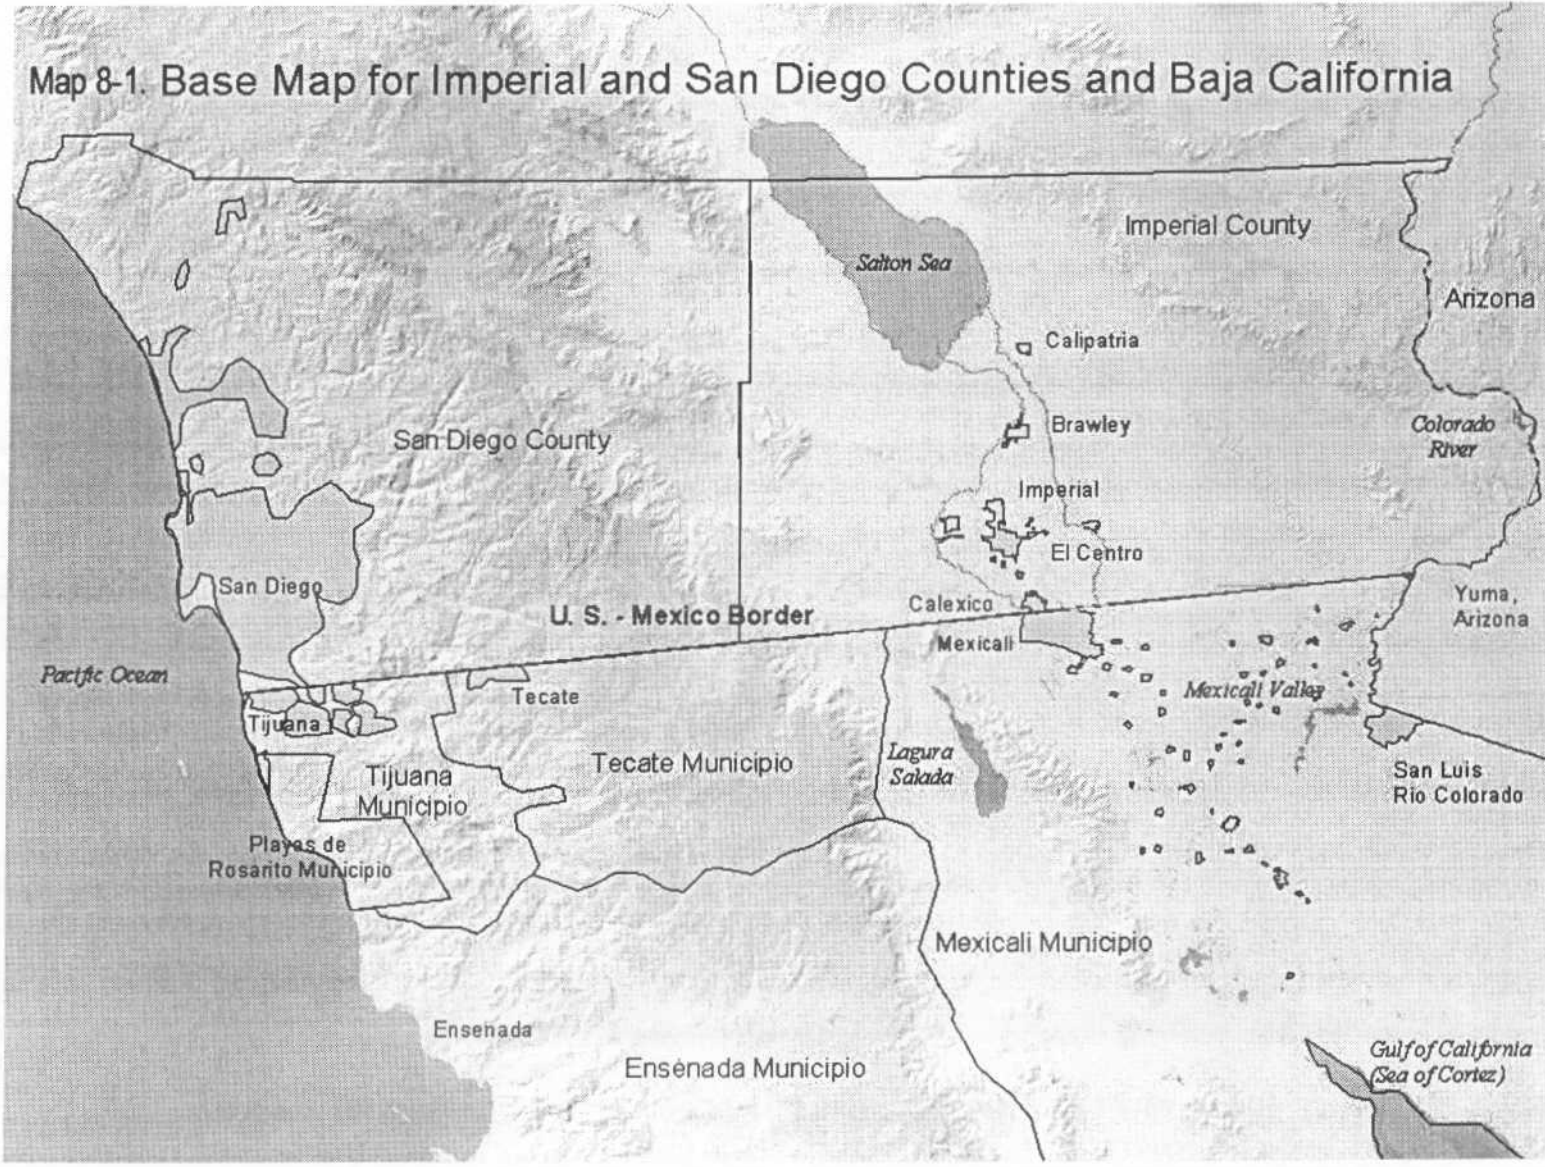 Map 8-1. Base Map for Imperial and San Diego Counties and Baja California
Imperial County
Salton Sea
Arizona
Calipatria
Brawley
Colorado
River
San Diego County
Imperial
El Centro
San Diego
U. S. - Mexico Border
Calexico
Yuma,
Arizona
Mexicali
Pacific Ocean
Tecate
Mexicali Valley
Tijuana
Tecate Municipio
Lagura
Salada
Tijuana
Municipio
San Luis
Rio Colorado
Playas de
Rosarito Municipio
Mexicali Municipio
Ensenada
Ensenada Municipio
Gulf of California
(Sea of Cortez)